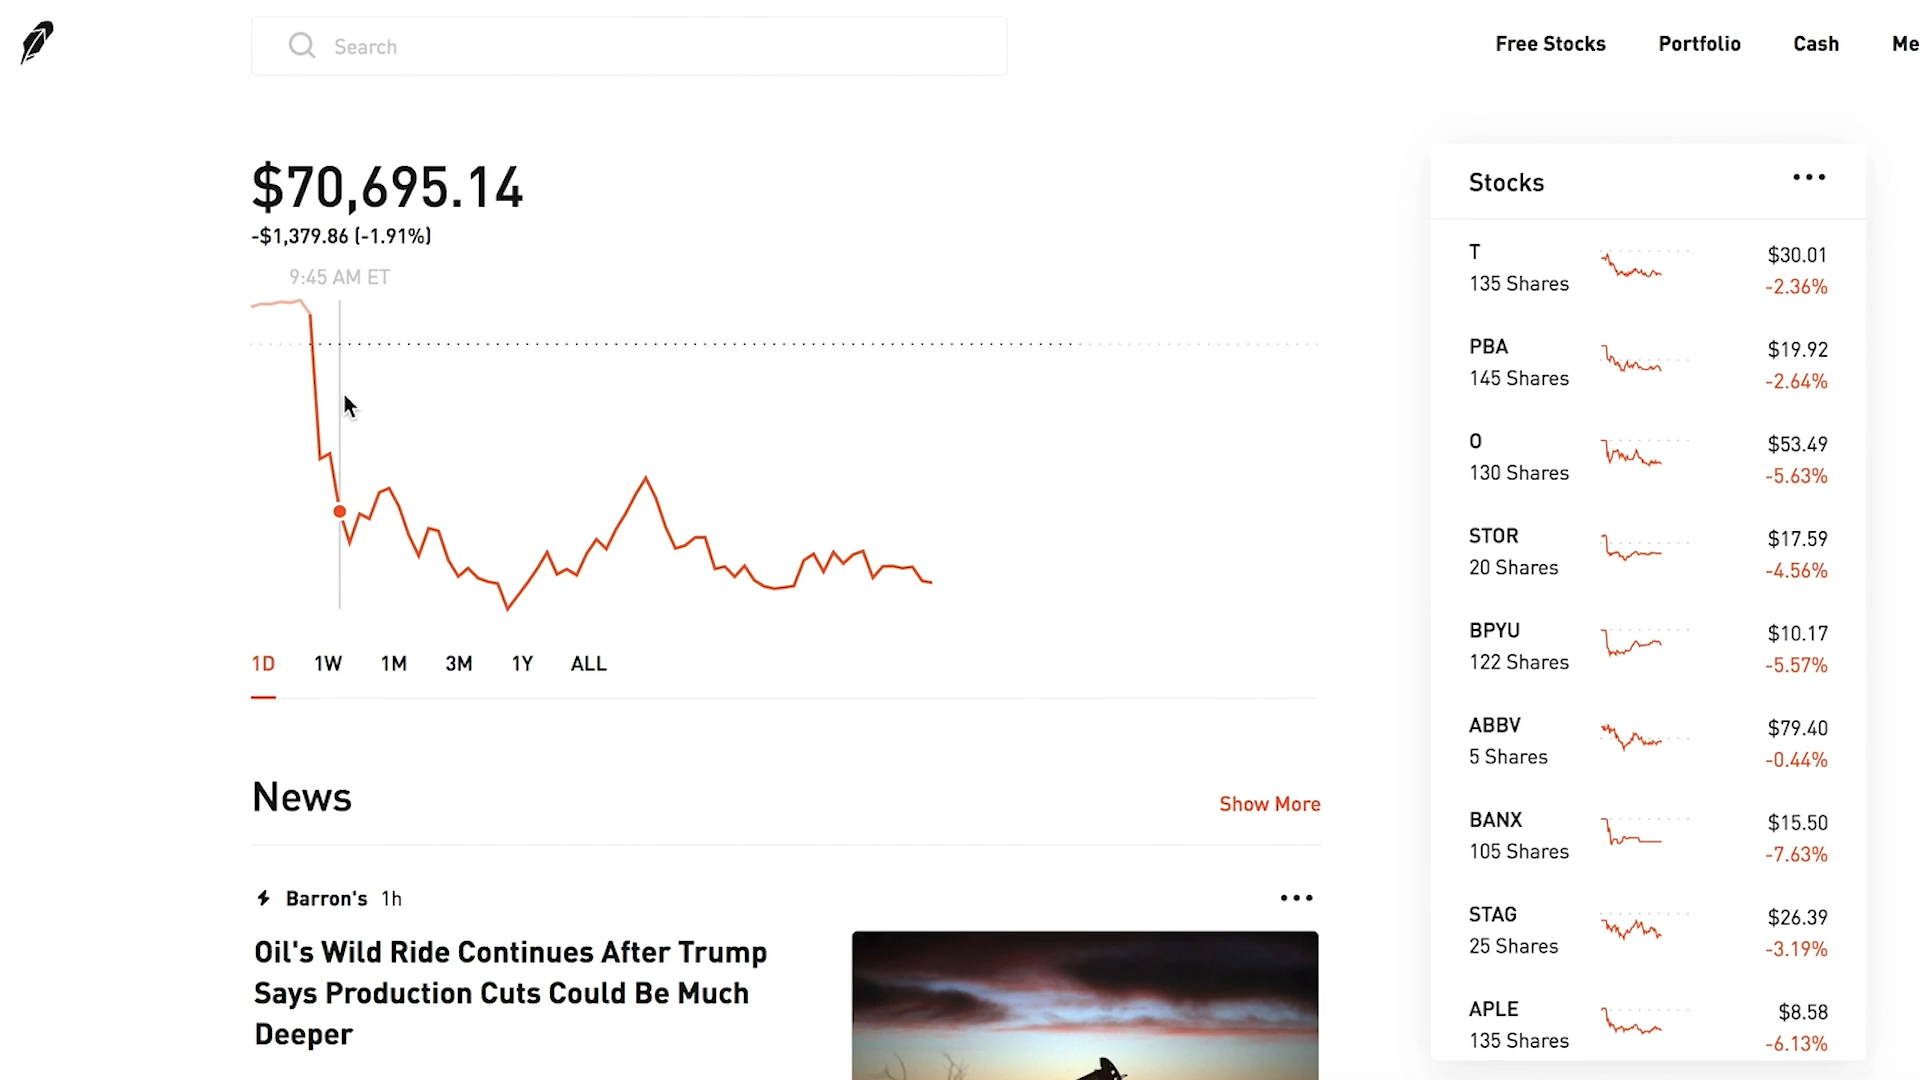 Search
Free Stocks
Portfolio
Cash
Me
$70,695.14
-$1,379.86 (-1.91%)
9:45 AM ET
1D
1W
1M
3M
1Y
ALL
News
Show More
Barron's 1h
Oil's Wild Ride Continues After Trump
Says Production Cuts Could Be Much
Deeper
Stocks
T
135 Shares
$30.01
-2.36%
PBA
145 Shares
$19.92
-2.64%
O
130 Shares
$53.49
-5.63%
STOR
20 Shares
$17.59
-4.56%
BPYU
122 Shares
$10.17
-5.57%
ABBV
5 Shares
$79.40
-0.44%
BANX
105 Shares
$15.50
-7.63%
STAG
25 Shares
$26.39
-3.19%
APLE
135 Shares
$8.58
-6.13%